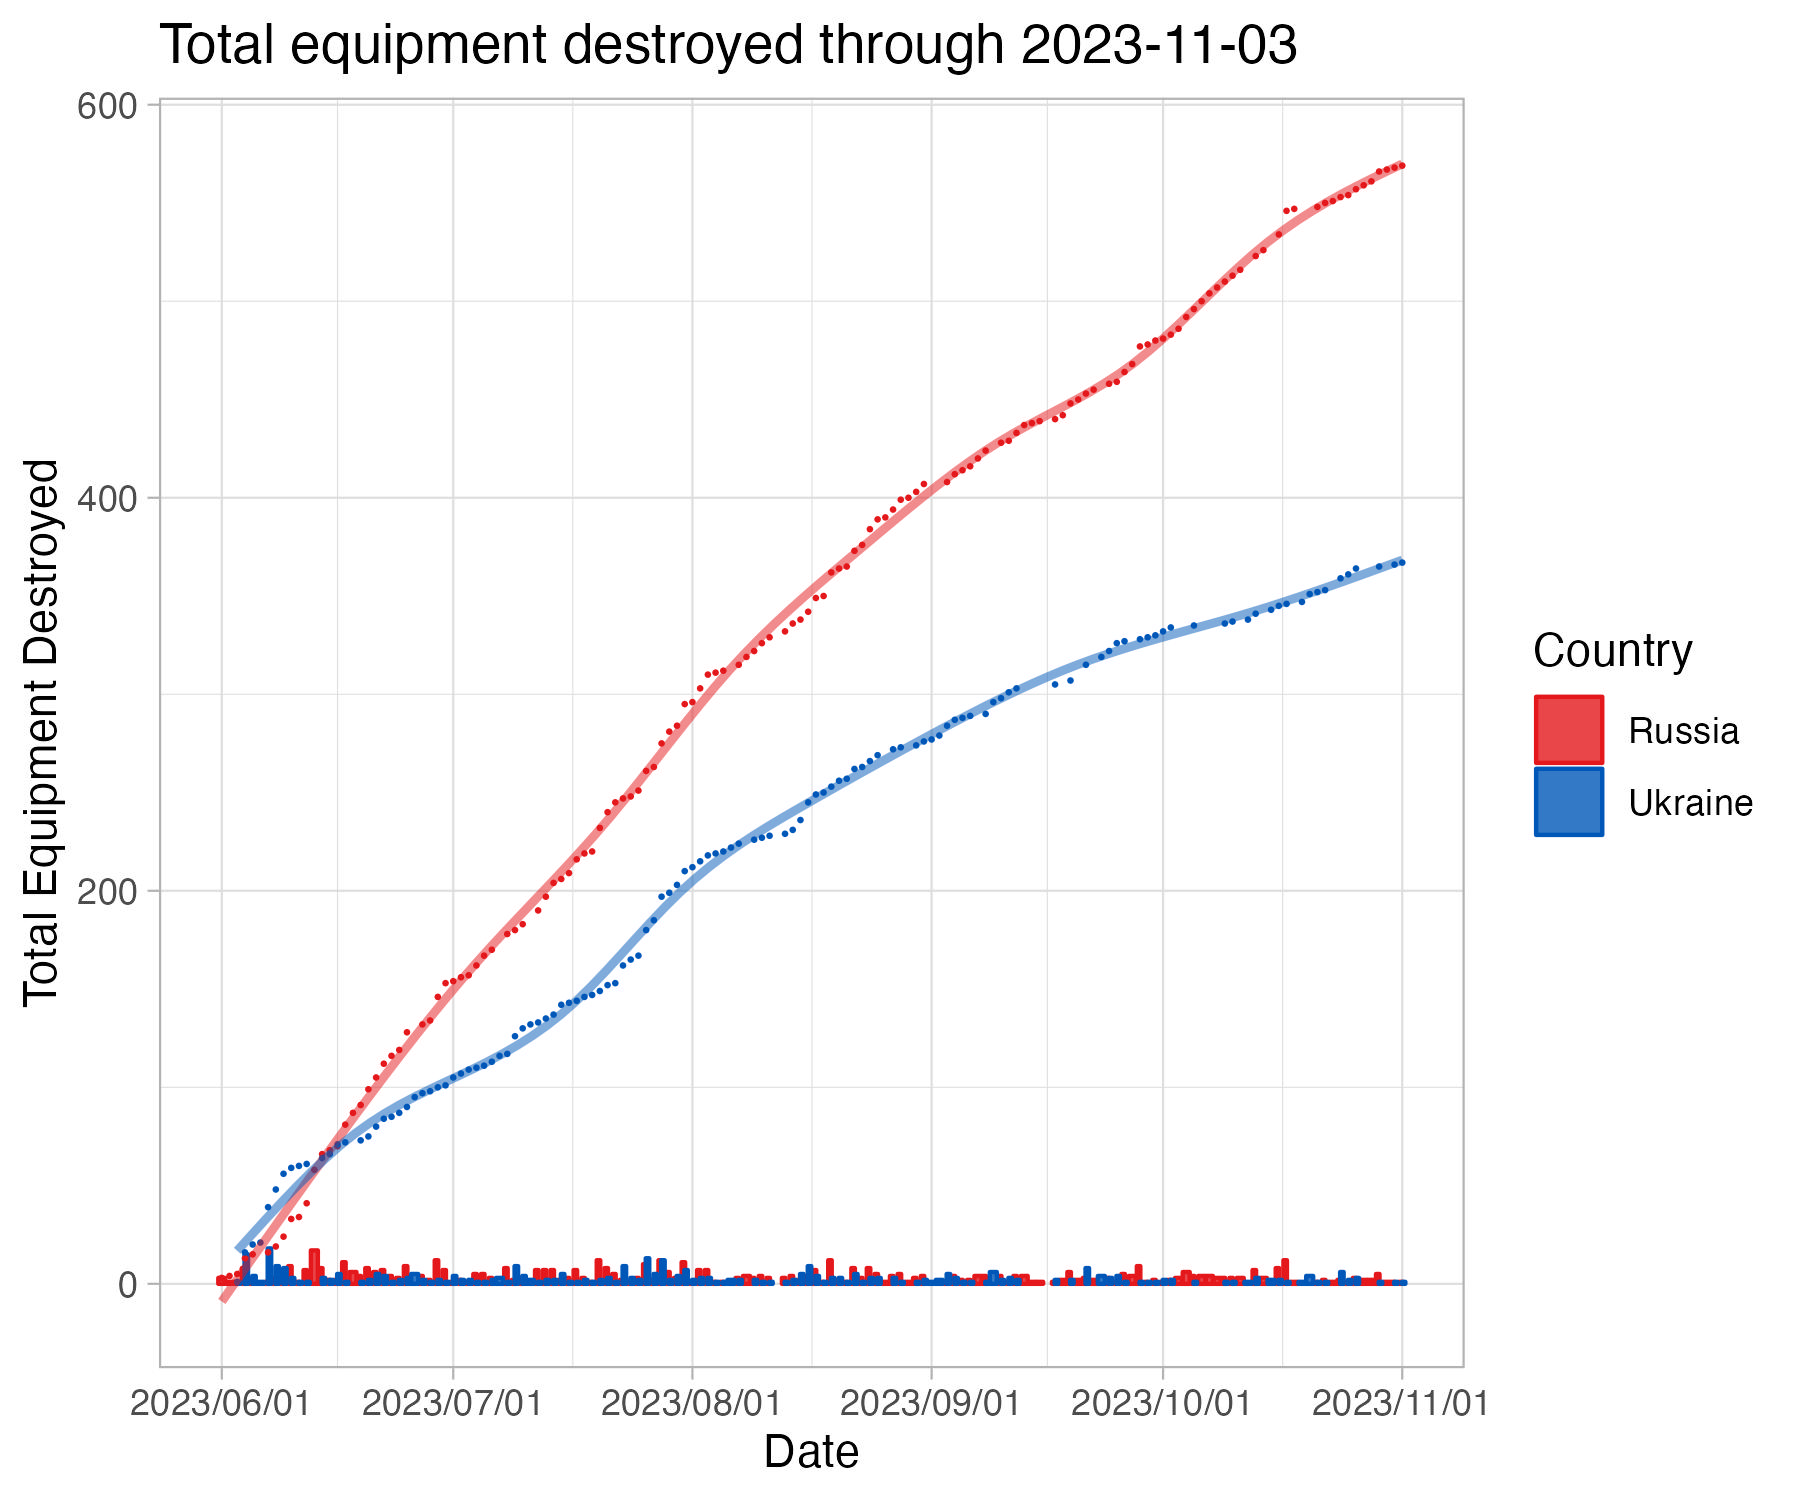 Total equipment destroyed through 2023-11-03
Total Equipment Destroyed
600
400
200
0
2023/06/01
2023/07/01
2023/08/01
2023/09/01
2023/10/01
2023/11/01
Date
Country
Russia
Ukraine